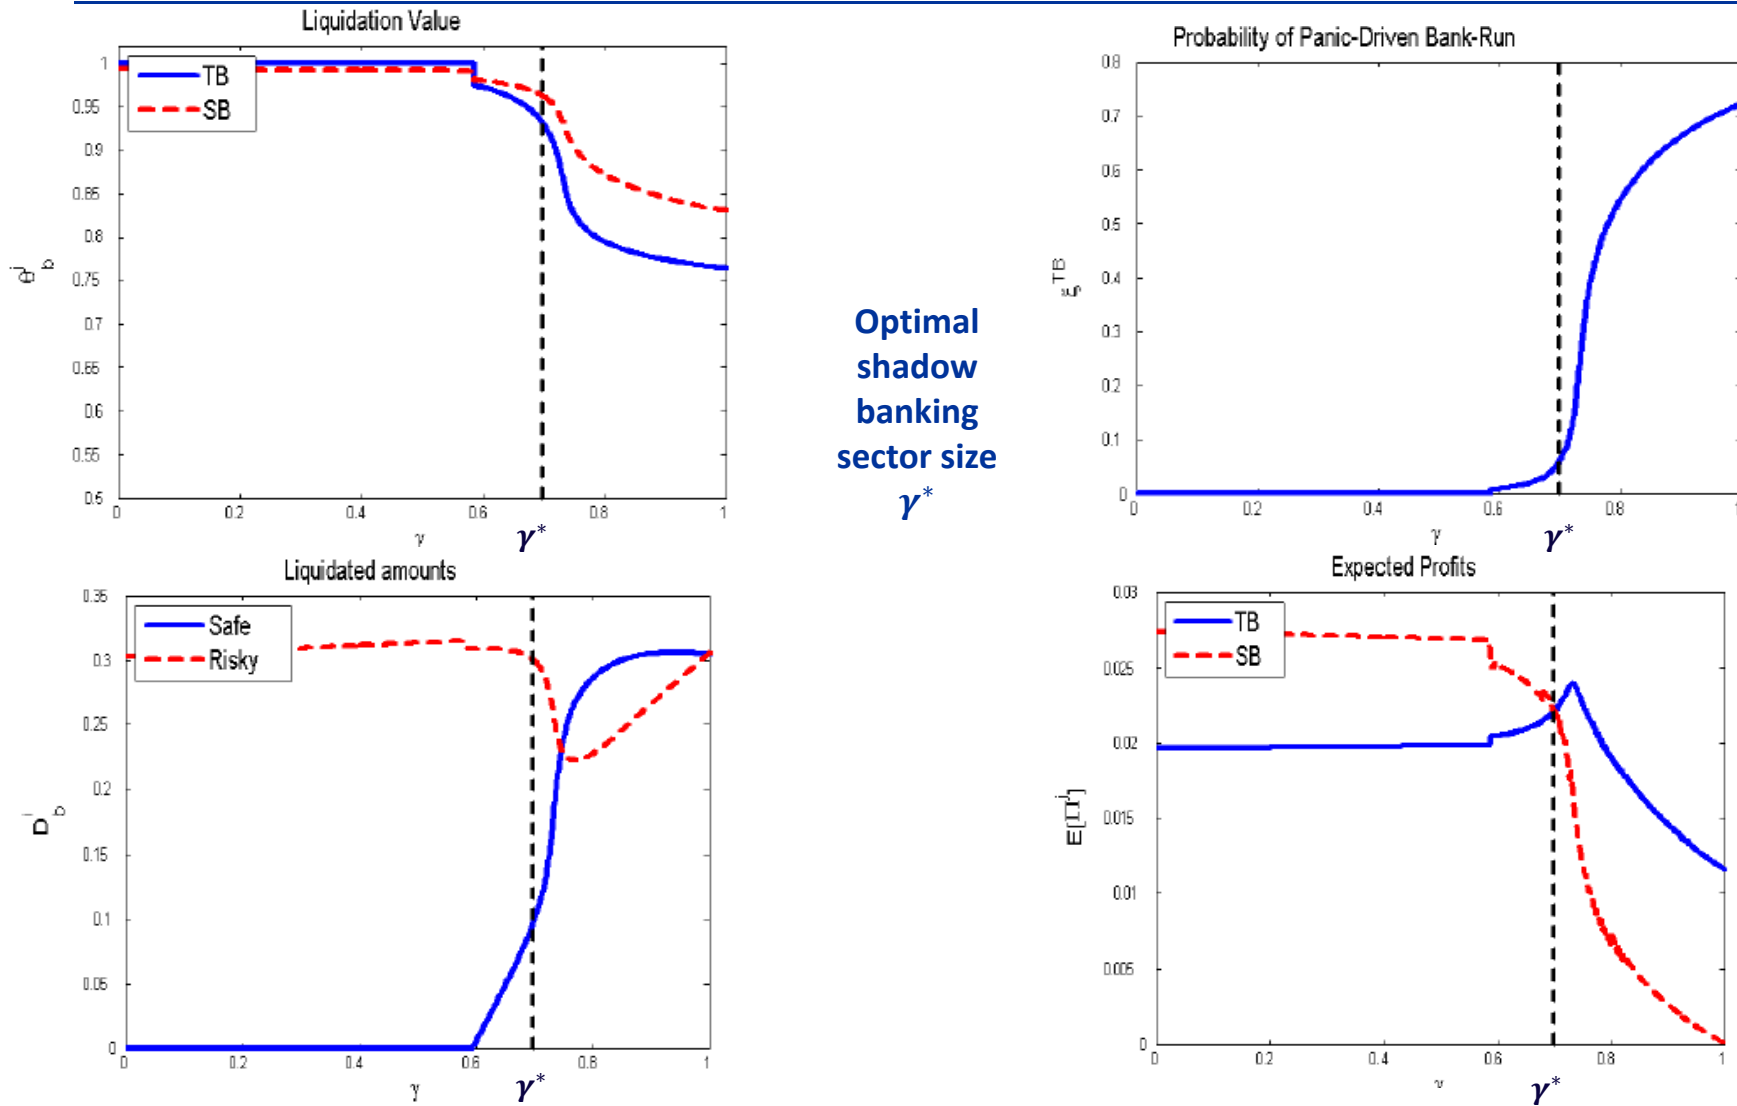 Liquidation Value
1
0.95
0.9
0.85
0.8
0.75
0.7
0.65
0.6
0.55
0.5
TB
SB
0
0.2
0.4
0.6
0.8
1
γ
γ*
Probability of Panic-Driven Bank-Run
0.8
0.7
0.6
0.5
0.4
0.3
0.2
0.1
0
ξ^TB
0
0.2
0.4
0.6
0.8
1
γ
γ*
Optimal
shadow
banking
sector size
γ*
Liquidated amounts
0.35
0.3
0.25
0.2
0.15
0.1
0.05
0
Safe
Risky
0
0.2
0.4
0.6
0.8
1
γ
γ*
Expected Profits
0.03
0.025
0.02
0.015
0.01
0.005
0
TB
SB
E[Π^j]
0
0.2
0.4
0.6
0.8
1
γ
γ*